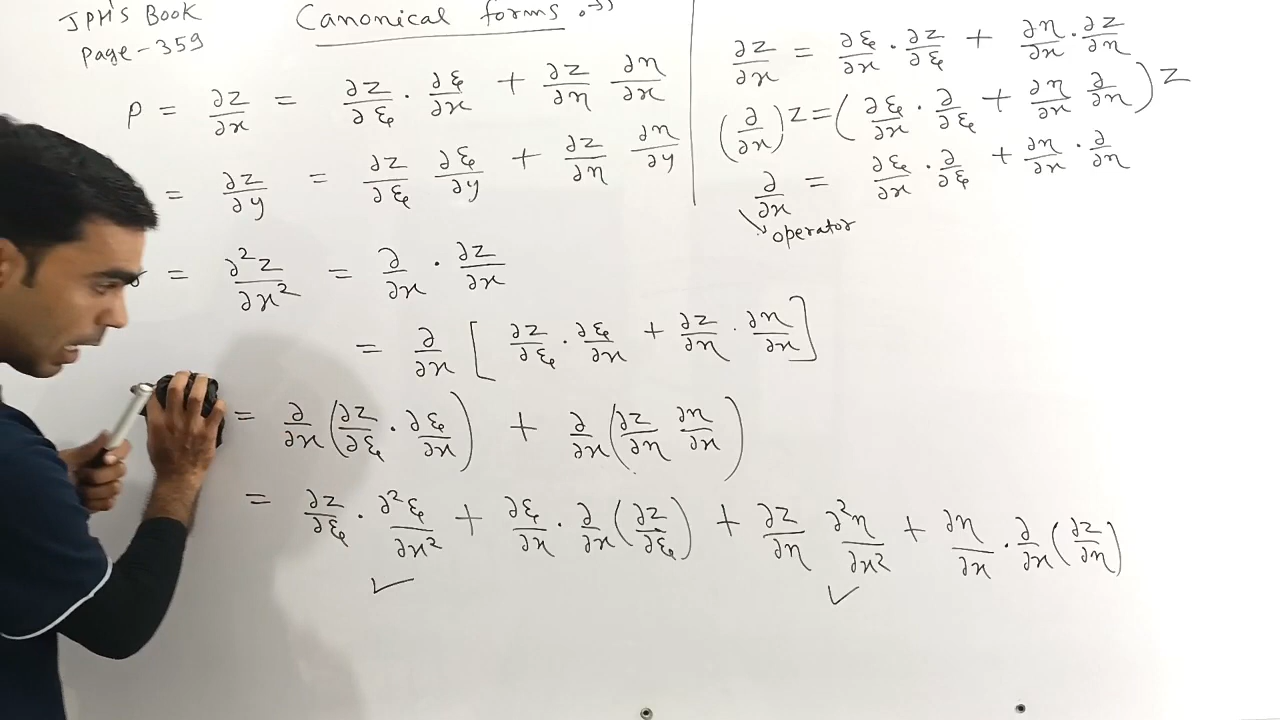 JPH'S Book
Page-359
Canonical forms :→
P = ∂z/∂x = ∂z/∂ξ · ∂ξ/∂x + ∂z/∂η ∂η/∂x
= ∂z/∂y = ∂z/∂ξ ∂ξ/∂y + ∂z/∂η ∂η/∂y
= ∂²z/∂x² = ∂/∂x · ∂z/∂x
= ∂/∂x [ ∂z/∂ξ · ∂ξ/∂x + ∂z/∂η · ∂η/∂x ]
= ∂/∂x (∂z/∂ξ · ∂ξ/∂x) + ∂/∂x (∂z/∂η ∂η/∂x)
= ∂z/∂ξ · ∂²ξ/∂x² + ∂ξ/∂x · ∂/∂x (∂z/∂ξ) + ∂z/∂η ∂²η/∂x² + ∂η/∂x · ∂/∂x (∂z/∂η)
∂z/∂x = ∂ξ/∂x · ∂z/∂ξ + ∂η/∂x · ∂z/∂η
(∂/∂x) z = (∂ξ/∂x · ∂/∂ξ + ∂η/∂x ∂/∂η) z
∂/∂x = ∂ξ/∂x · ∂/∂ξ + ∂η/∂x · ∂/∂η
operator